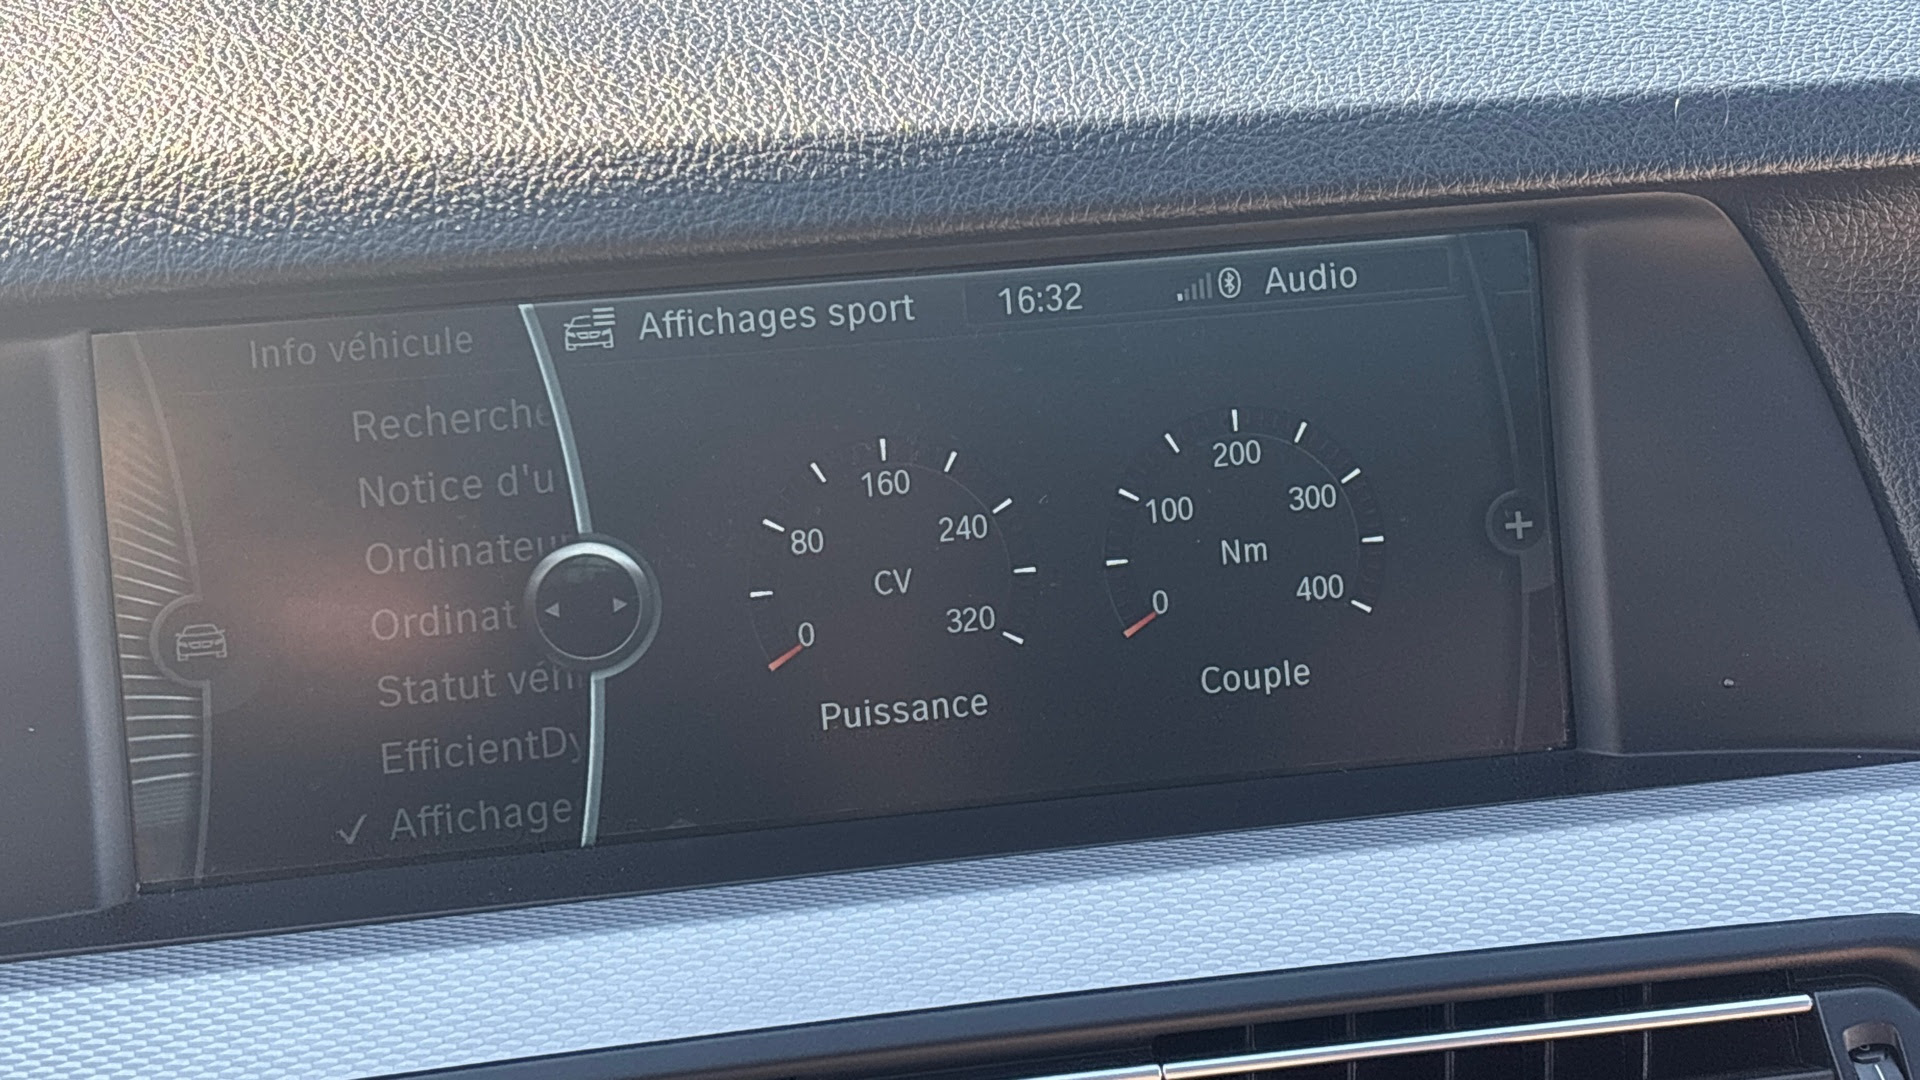 Info véhicule
Affichages sport
16:32
Audio
Recherche
Notice d'u
Ordinateu
Ordinat
Statut véh
EfficientDy
Affichage
0
80
160
240
320
CV
Puissance
0
100
200
300
400
Nm
Couple